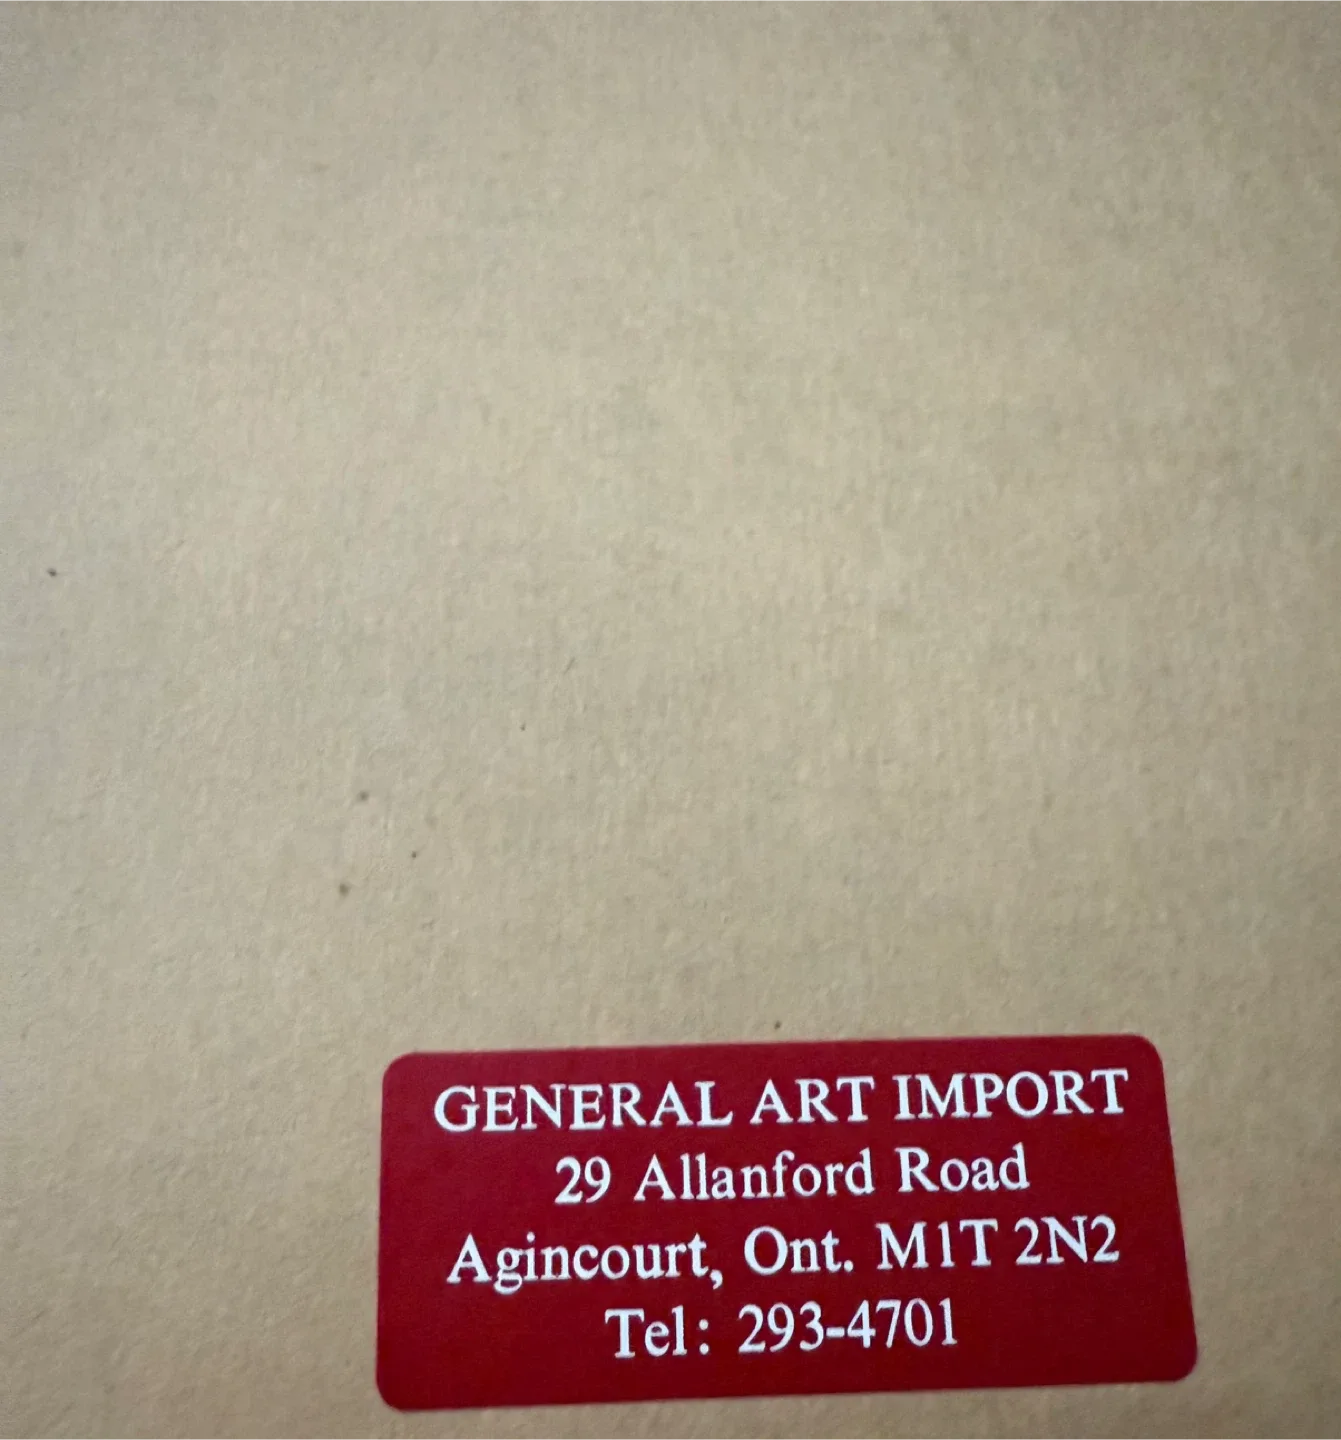 GENERAL ART IMPORT
29 Allanford Road
Agincourt, Ont. M1T 2N2
Tel: 293-4701